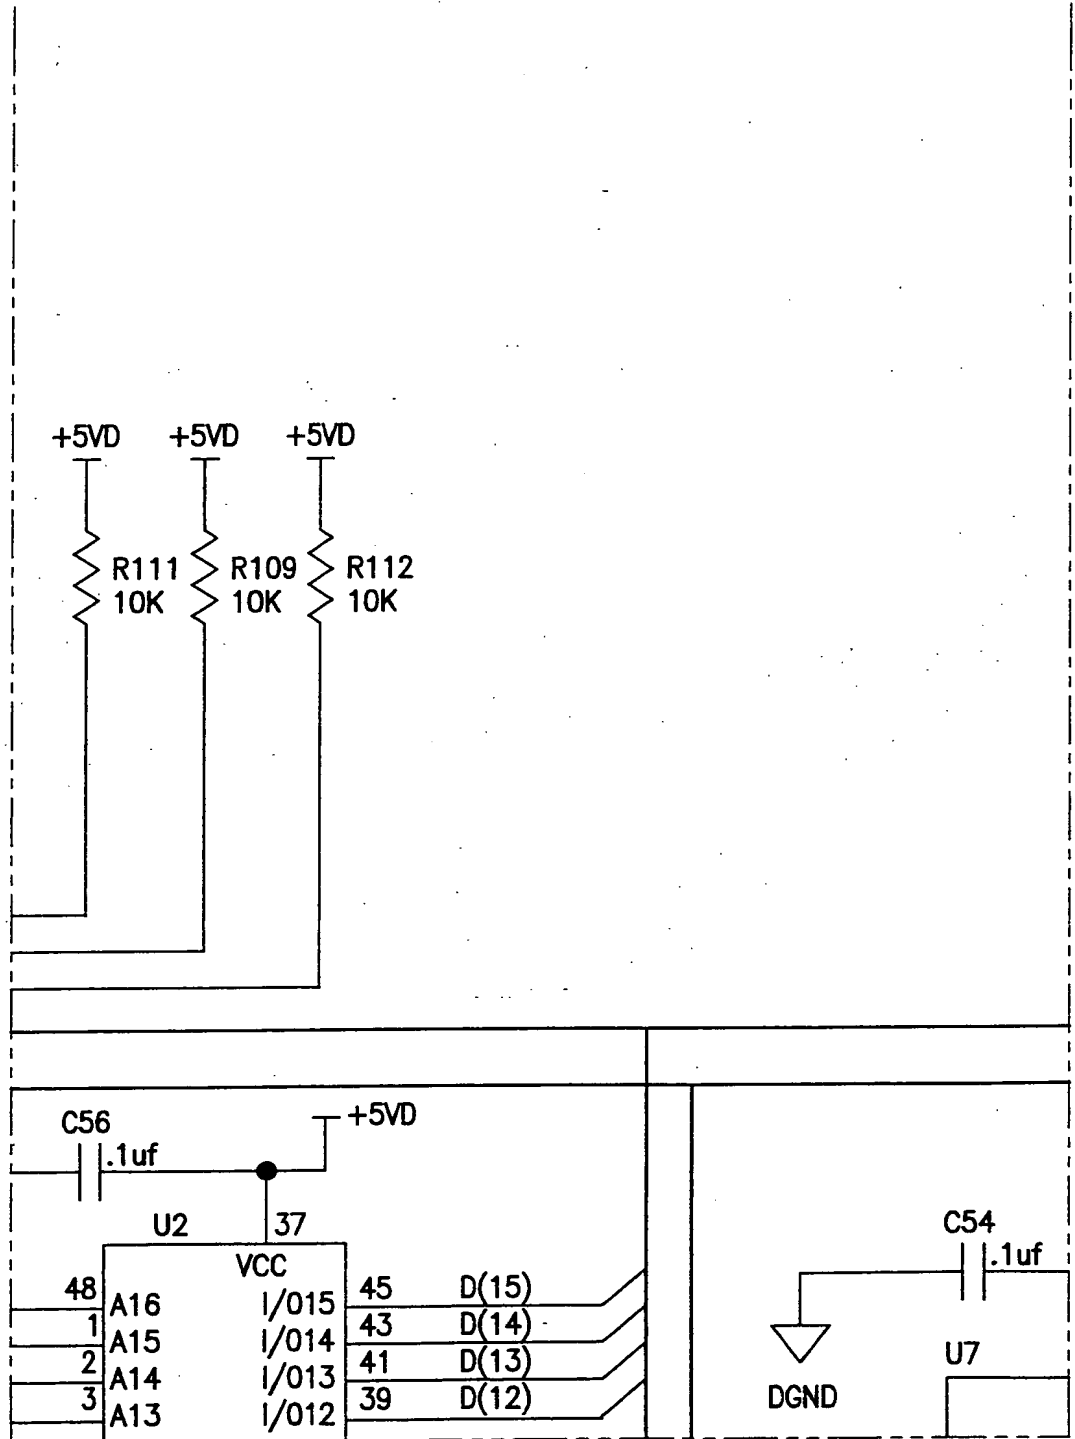 +5VD +5VD +5VD
R111 R109 R112
10K 10K 10K
C56 +5VD
.1uf
U2 37
VCC
48 A16 I/O15 45 D(15)
1 A15 I/O14 43 D(14)
2 A14 I/O13 41 D(13)
3 A13 I/O12 39 D(12)
C54
.1uf
DGND
U7